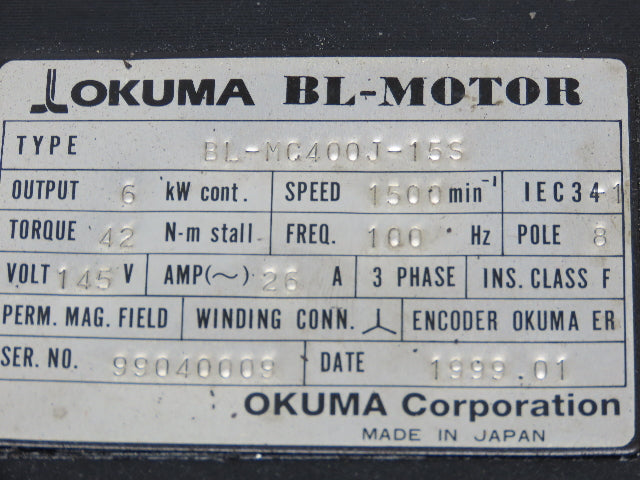 OKUMA BL-MOTOR
TYPE BL-MC400J-15S
OUTPUT 6 kW cont. SPEED 1500 min⁻¹ IEC34-1
TORQUE 42 N-m stall FREQ. 100 Hz POLE 8
VOLT 145 V AMP(~) 26 A 3 PHASE INS. CLASS F
PERM. MAG. FIELD WINDING CONN. ENCODER OKUMA ER
SER. NO. 99040009 DATE 1999.01
OKUMA Corporation
MADE IN JAPAN